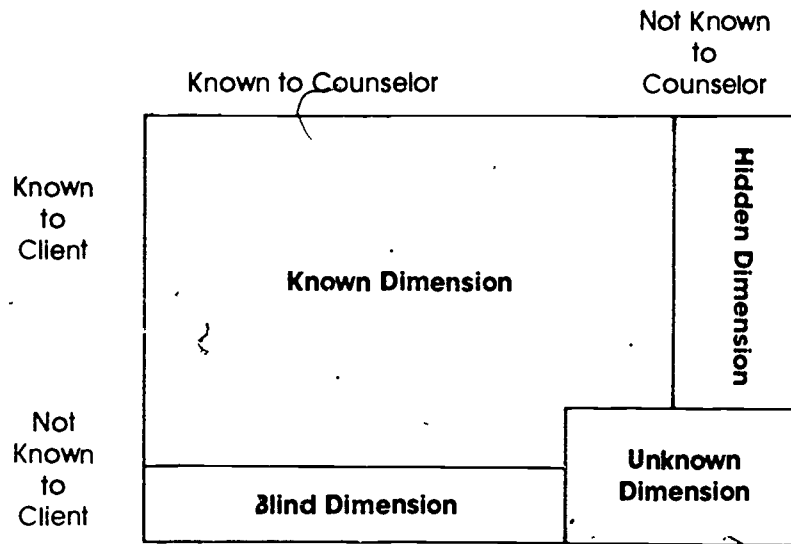 Not Known
to
Counselor
Known to Counselor
Known
to
Client
Hidden Dimension
Known Dimension
Not
Known
to
Client
Blind Dimension
Unknown
Dimension